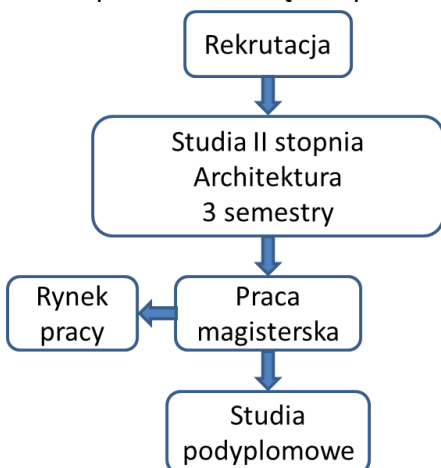 Rekrutacja
Studia II stopnia
Architektura
3 semestry
Rynek
pracy
Praca
magisterska
Studia
podyplomowe